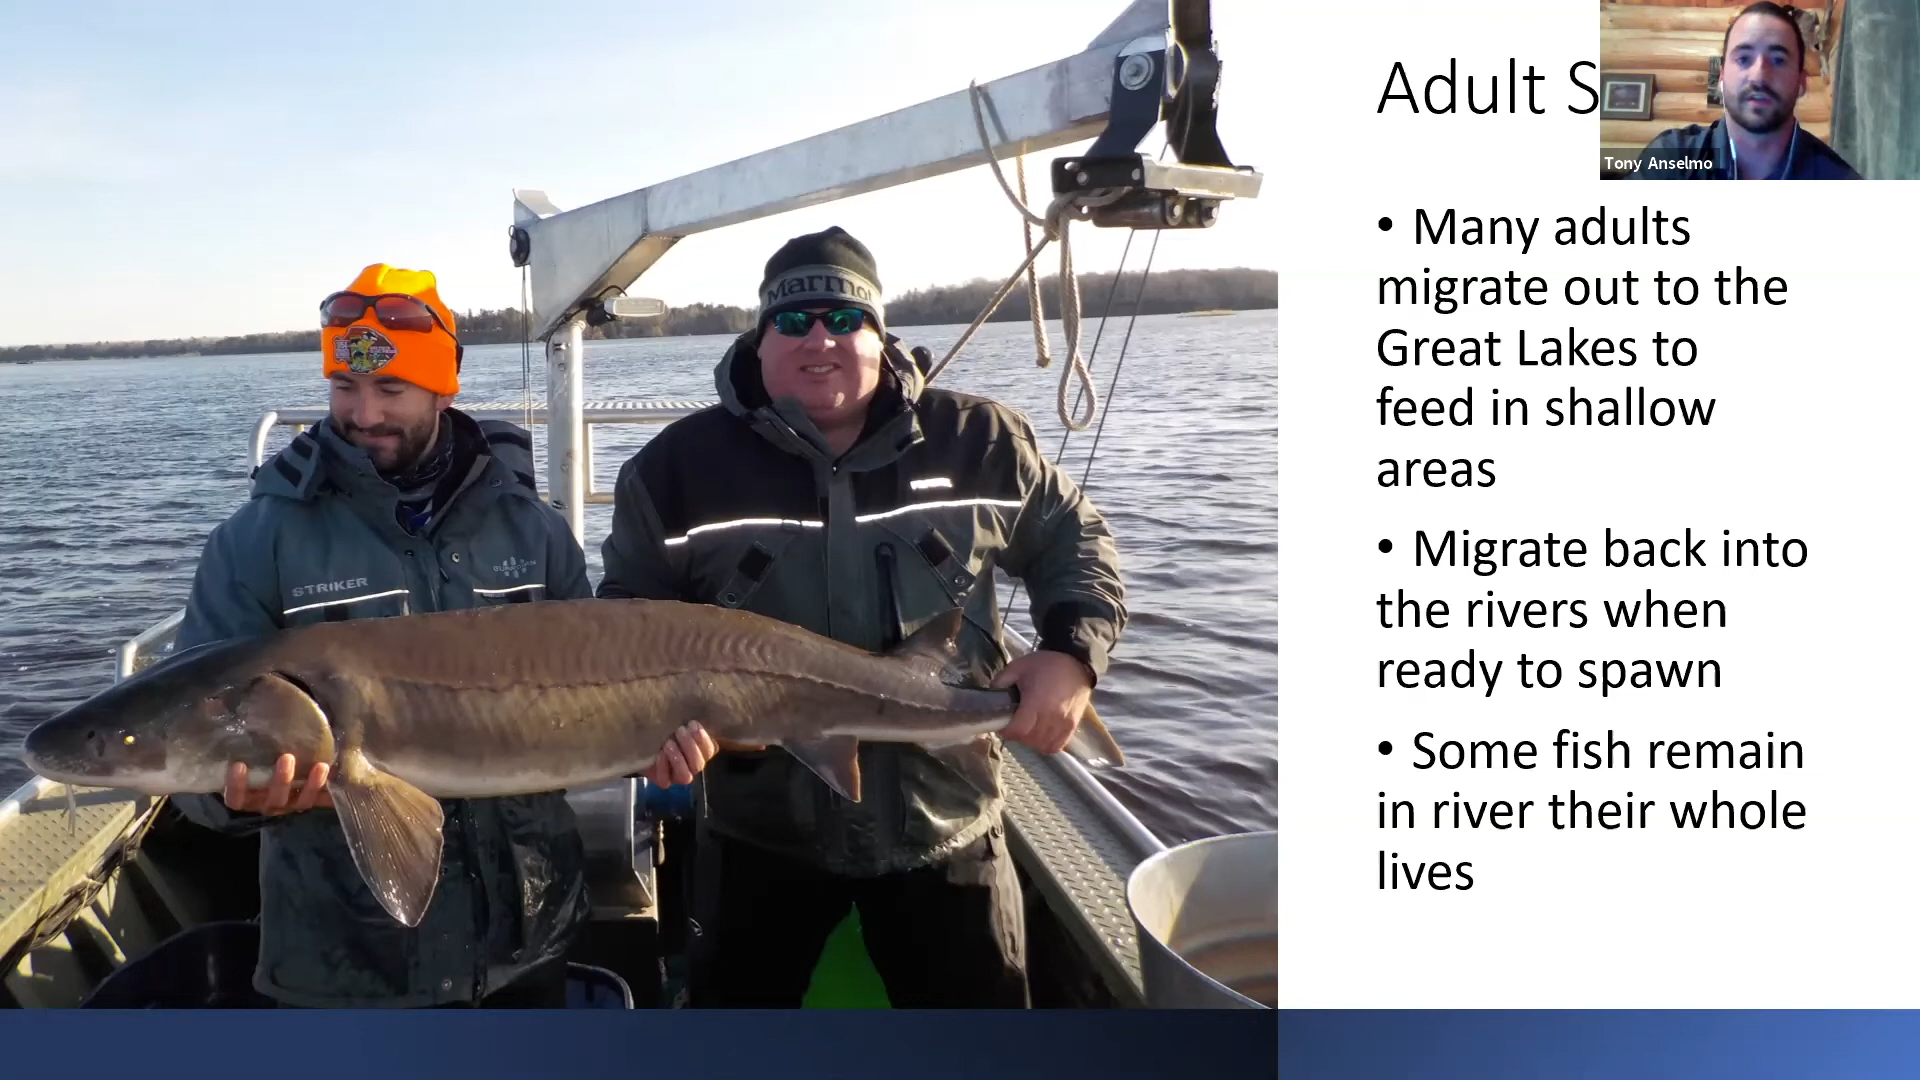 Adult S
Tony Anselmo
• Many adults
migrate out to the
Great Lakes to
feed in shallow
areas
• Migrate back into
the rivers when
ready to spawn
• Some fish remain
in river their whole
lives
Marmot
STRIKER